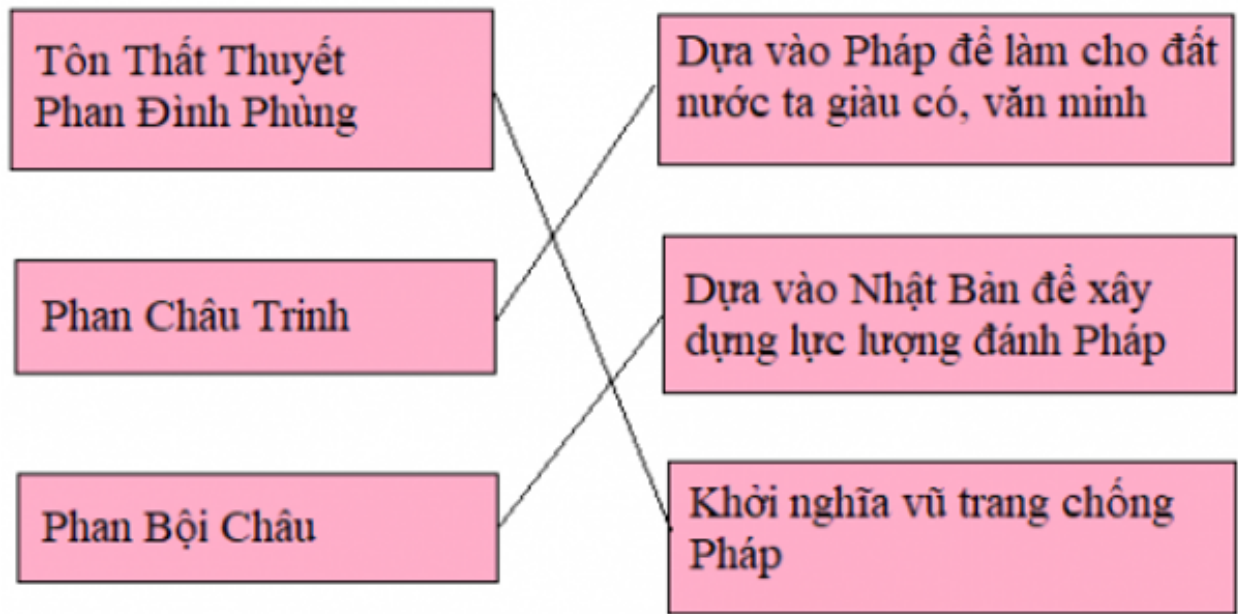 Tôn Thất Thuyết
Phan Đình Phùng
Phan Châu Trinh
Phan Bội Châu
Dựa vào Pháp để làm cho đất
nước ta giàu có, văn minh
Dựa vào Nhật Bản để xây
dựng lực lượng đánh Pháp
Khởi nghĩa vũ trang chống
Pháp